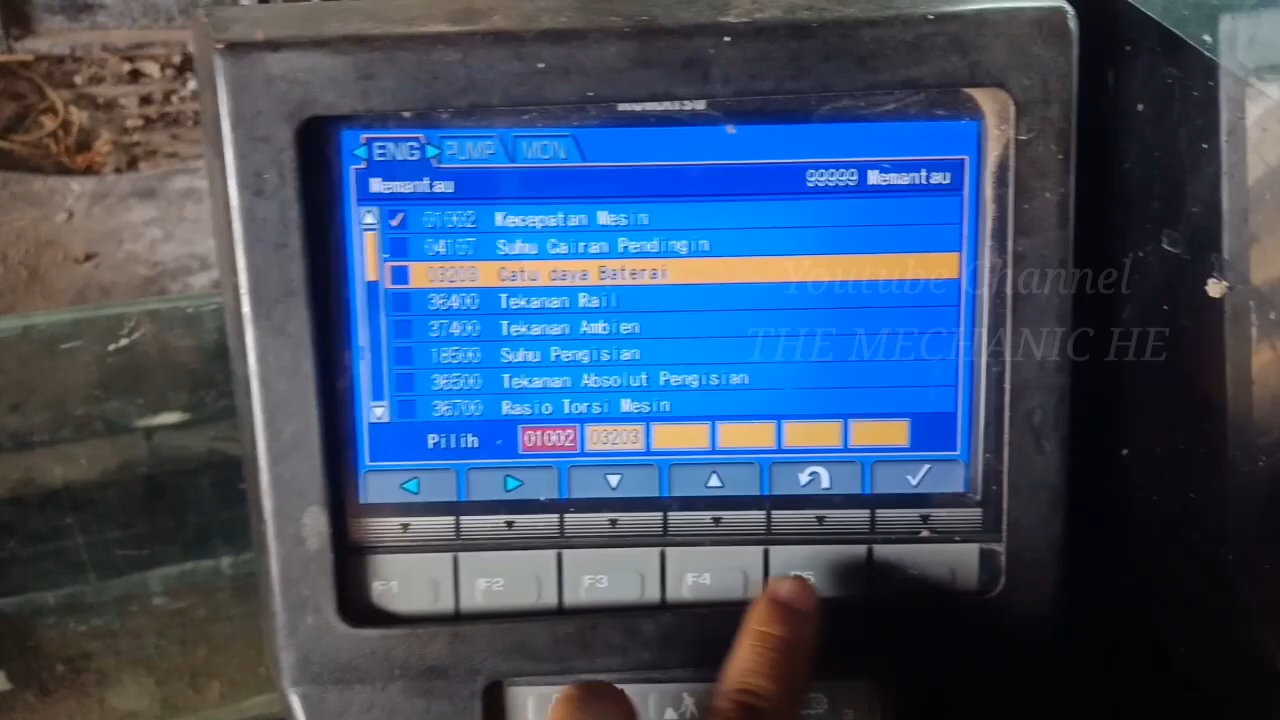 KOMATSU
ENG PUMP MON
Memantau 99999 Memantau
01002 Kecepatan Mesin
04107 Suhu Cairan Pendingin
03203 Catu daya Baterai
36400 Tekanan Rail
37400 Tekanan Ambien
18500 Suhu Pengisian
36500 Tekanan Absolut Pengisian
36700 Rasio Torsi Mesin
Pilih 01002 03203
F1 F2 F3 F4 F5
Youtube Channel
THE MECHANIC HE